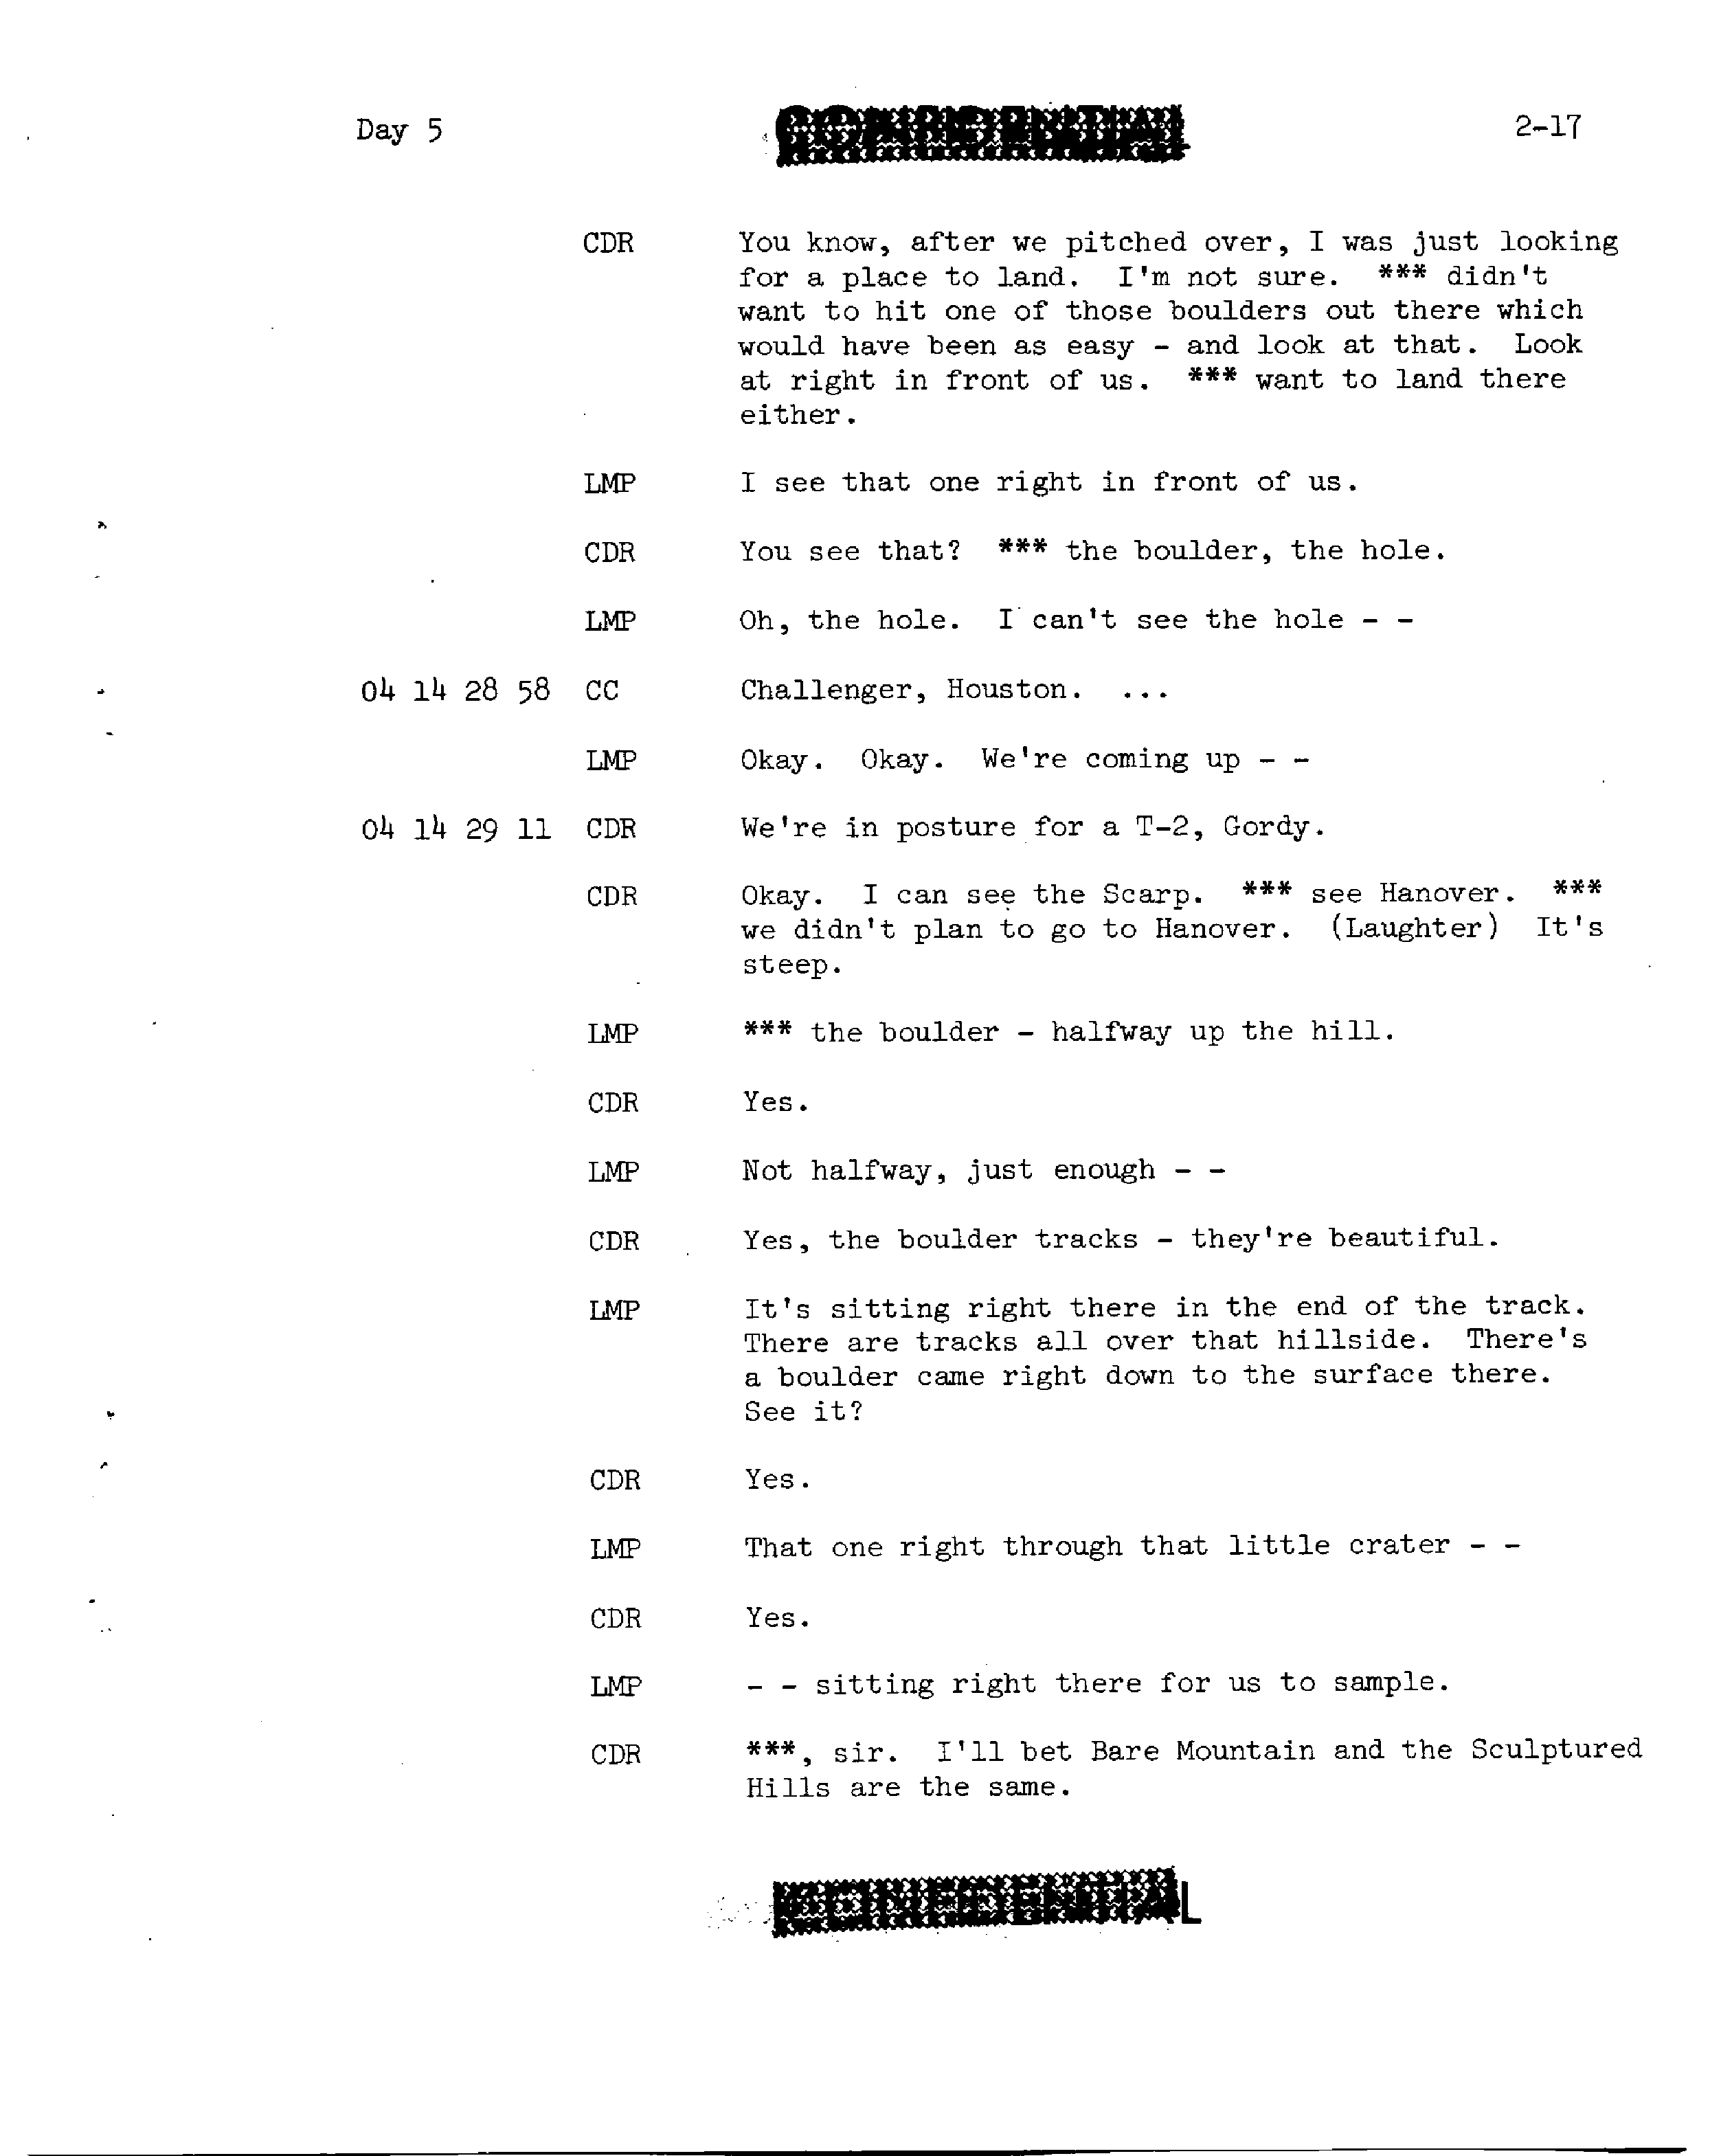 Day 5
CONFIDENTIAL
2-17
CDR You know, after we pitched over, I was just looking
for a place to land. I'm not sure. *** didn't
want to hit one of those boulders out there which
would have been as easy - and look at that. Look
at right in front of us. *** want to land there
either.
LMP I see that one right in front of us.
CDR You see that? *** the boulder, the hole.
LMP Oh, the hole. I can't see the hole - -
04 14 28 58 CC Challenger, Houston. ...
LMP Okay. Okay. We're coming up - -
04 14 29 11 CDR We're in posture for a T-2, Gordy.
CDR Okay. I can see the Scarp. *** see Hanover. ***
we didn't plan to go to Hanover. (Laughter) It's
steep.
LMP *** the boulder - halfway up the hill.
CDR Yes.
LMP Not halfway, just enough - -
CDR Yes, the boulder tracks - they're beautiful.
LMP It's sitting right there in the end of the track.
There are tracks all over that hillside. There's
a boulder came right down to the surface there.
See it?
CDR Yes.
LMP That one right through that little crater - -
CDR Yes.
LMP - - sitting right there for us to sample.
CDR ***, sir. I'll bet Bare Mountain and the Sculptured
Hills are the same.
CONFIDENTIAL